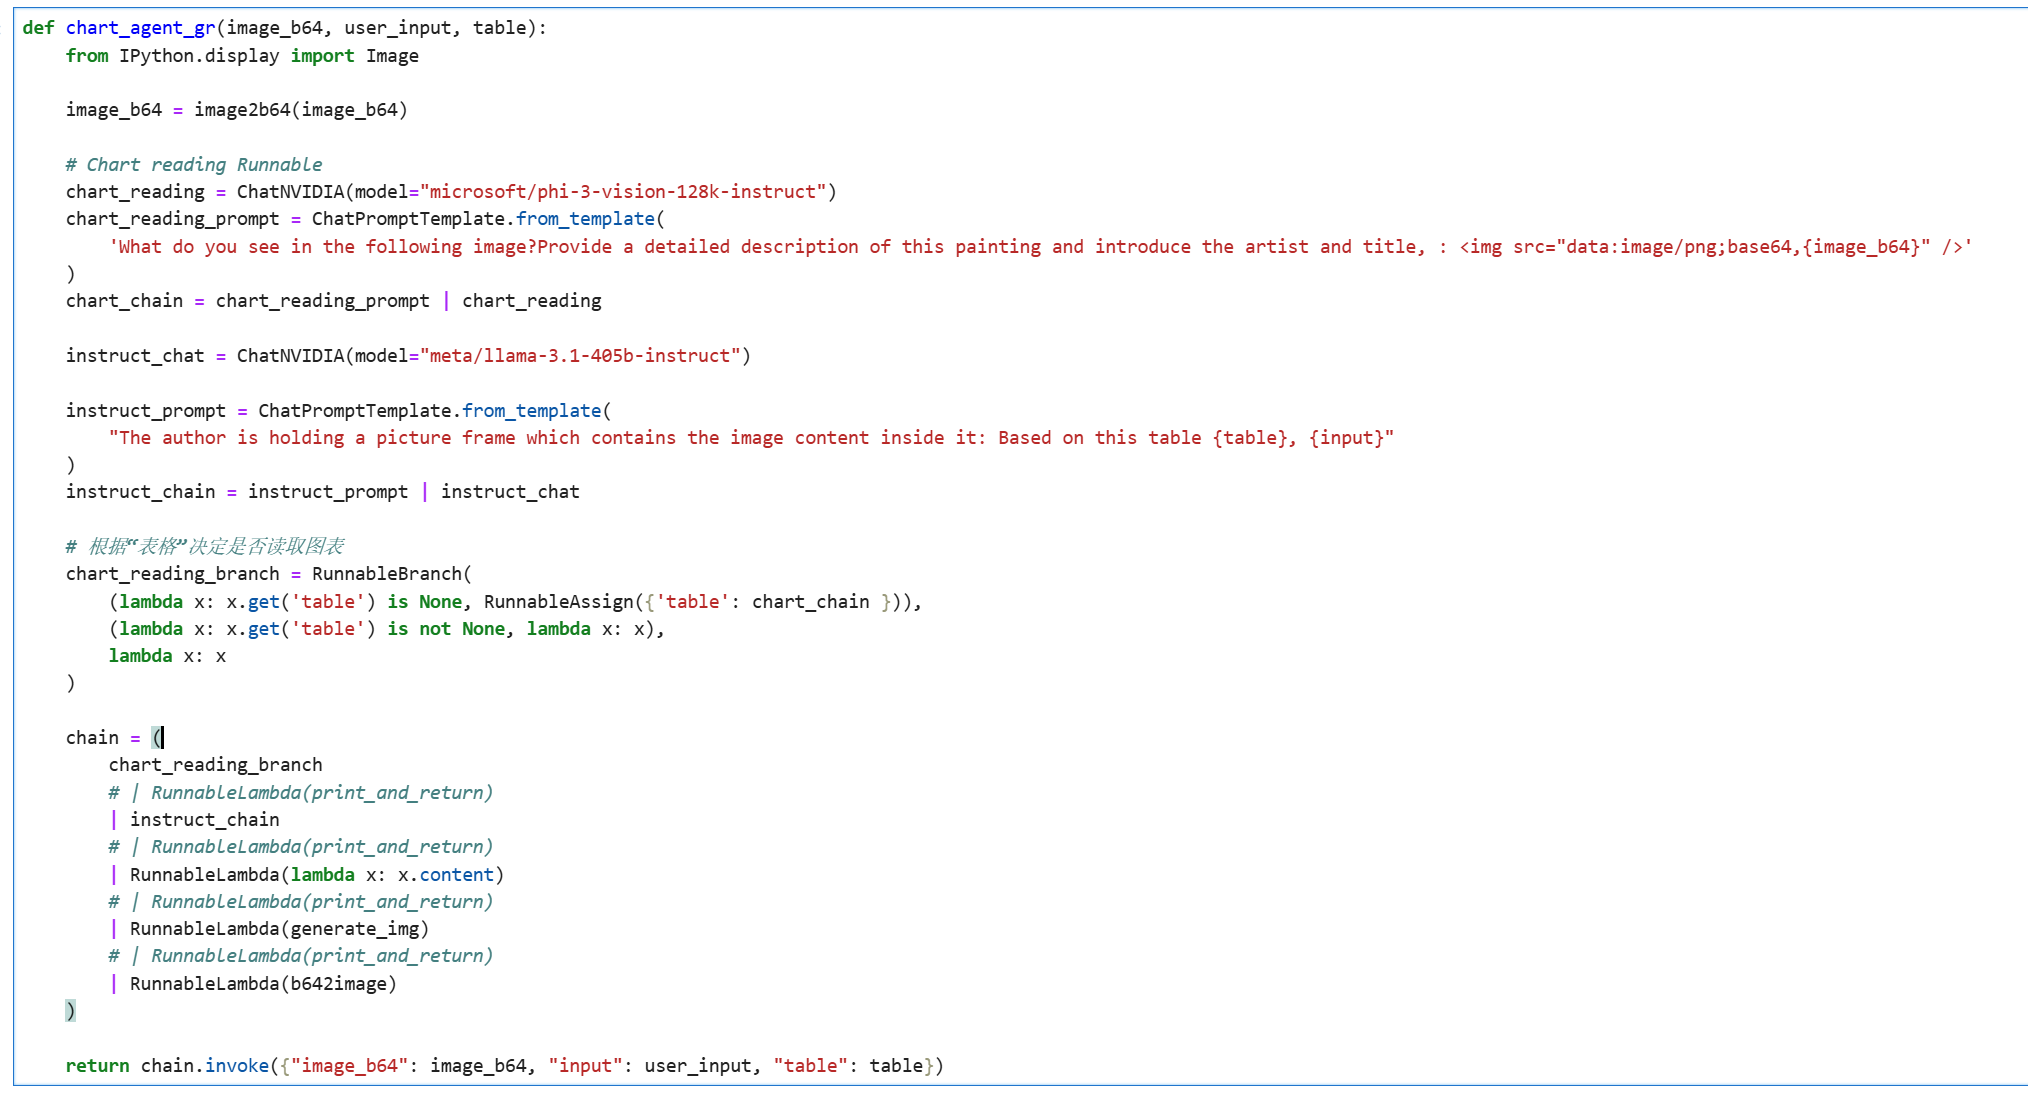 def chart_agent_gr(image_b64, user_input, table):
    from IPython.display import Image

    image_b64 = image2b64(image_b64)

    # Chart reading Runnable
    chart_reading = ChatNVIDIA(model="microsoft/phi-3-vision-128k-instruct")
    chart_reading_prompt = ChatPromptTemplate.from_template(
        'What do you see in the following image?Provide a detailed description of this painting and introduce the artist and title, : <img src="data:image/png;base64,{image_b64}" />'
    )
    chart_chain = chart_reading_prompt | chart_reading

    instruct_chat = ChatNVIDIA(model="meta/llama-3.1-405b-instruct")

    instruct_prompt = ChatPromptTemplate.from_template(
        "The author is holding a picture frame which contains the image content inside it: Based on this table {table}, {input}"
    )
    instruct_chain = instruct_prompt | instruct_chat

    # 根据“表格”决定是否读取图表
    chart_reading_branch = RunnableBranch(
        (lambda x: x.get('table') is None, RunnableAssign({'table': chart_chain })),
        (lambda x: x.get('table') is not None, lambda x: x),
        lambda x: x
    )

    chain = (
        chart_reading_branch
        # | RunnableLambda(print_and_return)
        | instruct_chain
        # | RunnableLambda(print_and_return)
        | RunnableLambda(lambda x: x.content)
        # | RunnableLambda(print_and_return)
        | RunnableLambda(generate_img)
        # | RunnableLambda(print_and_return)
        | RunnableLambda(b642image)
    )

    return chain.invoke({"image_b64": image_b64, "input": user_input, "table": table})